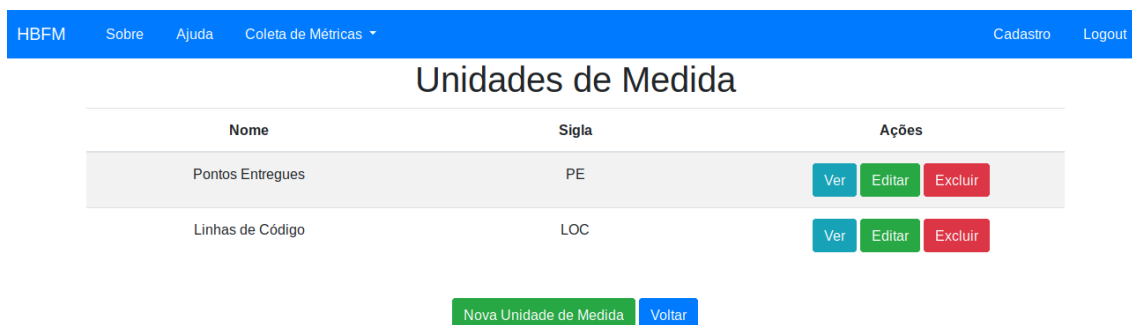 HBFM Sobre Ajuda Coleta de Métricas Cadastro Logout
Unidades de Medida
Nome Sigla Ações
Pontos Entregues PE Ver Editar Excluir
Linhas de Código LOC Ver Editar Excluir
Nova Unidade de Medida Voltar